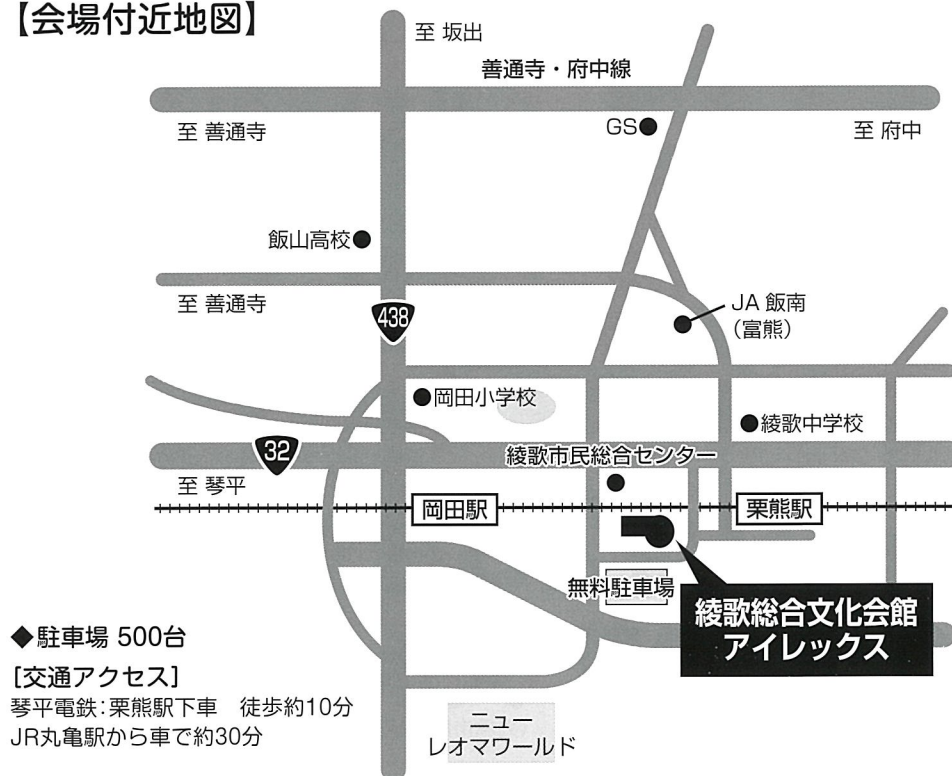 【会場付近地図】
至 坂出
善通寺・府中線
至 善通寺
GS
至 府中
飯山高校
至 善通寺
438
JA 飯南
（富熊）
岡田小学校
綾歌中学校
32
綾歌市民総合センター
至 琴平
岡田駅
栗熊駅
無料駐車場
綾歌総合文化会館
アイレックス
◆駐車場 500台
［交通アクセス］
琴平電鉄：栗熊駅下車　徒歩約10分
JR丸亀駅から車で約30分
ニュー
レオマワールド